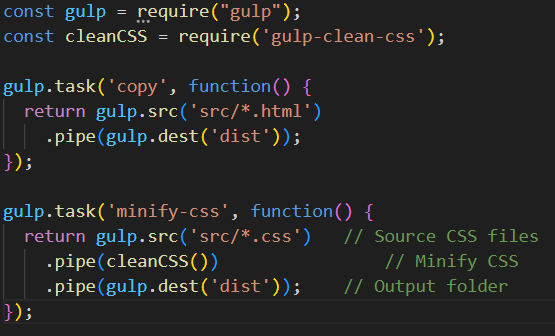 const gulp = require("gulp");
const cleanCSS = require('gulp-clean-css');
gulp.task('copy', function() {
return gulp.src('src/*.html')
.pipe(gulp.dest('dist'));
});
gulp.task('minify-css', function() {
return gulp.src('src/*.css') // Source CSS files
.pipe(cleanCSS()) // Minify CSS
.pipe(gulp.dest('dist')); // Output folder
});